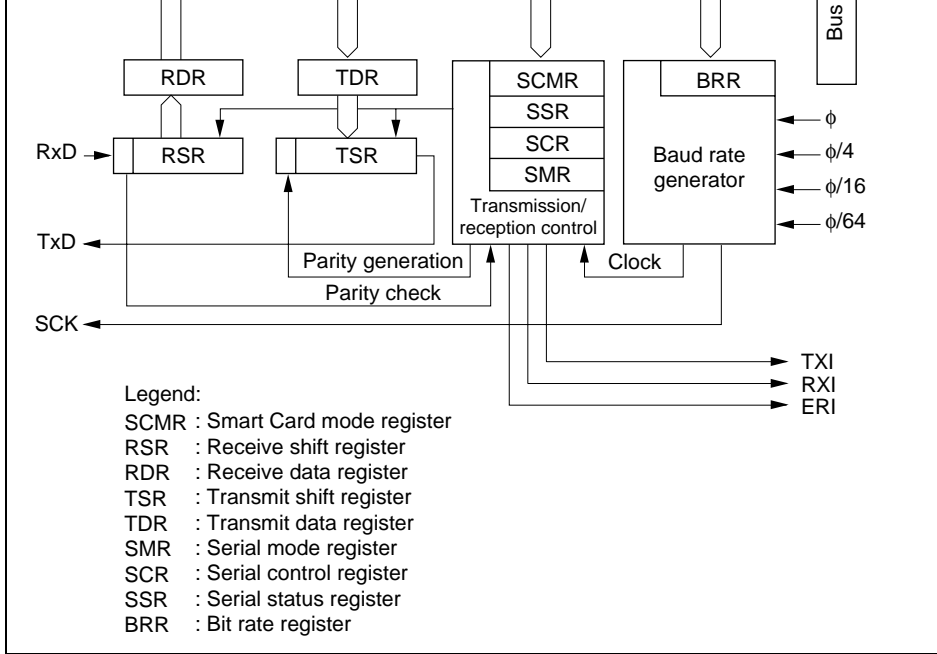 Bus
RDR
TDR
SCMR
BRR
SSR
ϕ
RxD
RSR
TSR
SCR
Baud rate
generator
ϕ/4
SMR
ϕ/16
Transmission/
reception control
ϕ/64
TxD
Parity generation
Clock
Parity check
SCK
TXI
RXI
ERI
Legend:
SCMR : Smart Card mode register
RSR : Receive shift register
RDR : Receive data register
TSR : Transmit shift register
TDR : Transmit data register
SMR : Serial mode register
SCR : Serial control register
SSR : Serial status register
BRR : Bit rate register